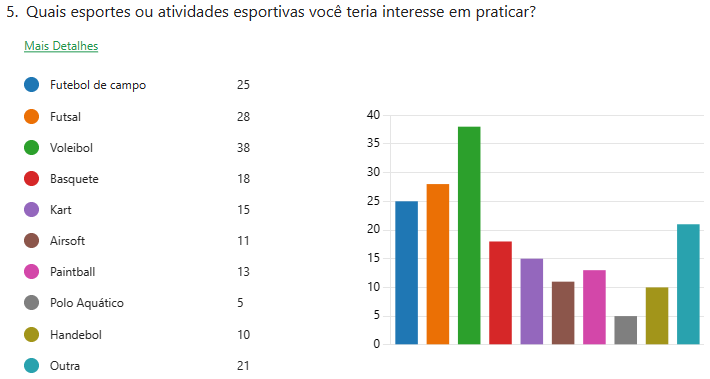 5. Quais esportes ou atividades esportivas você teria interesse em praticar?
Mais Detalhes
Futebol de campo 25
Futsal 28
Voleibol 38
Basquete 18
Kart 15
Airsoft 11
Paintball 13
Polo Aquático 5
Handebol 10
Outra 21
40
35
30
25
20
15
10
5
0